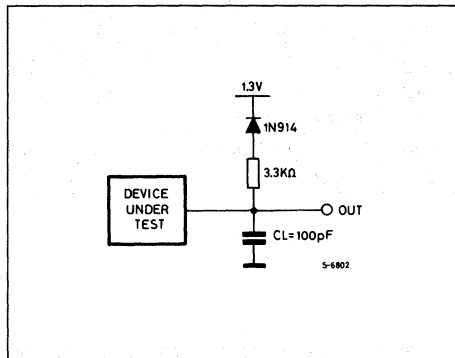 1.3V
1N914
3.3KΩ
DEVICE
UNDER
TEST
OUT
CL=100pF
S-6802